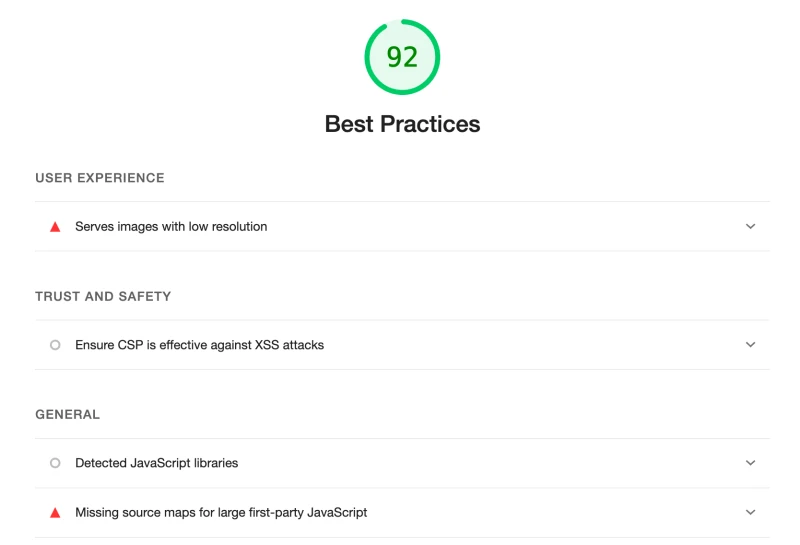 92
Best Practices
USER EXPERIENCE
Serves images with low resolution
TRUST AND SAFETY
Ensure CSP is effective against XSS attacks
GENERAL
Detected JavaScript libraries
Missing source maps for large first-party JavaScript